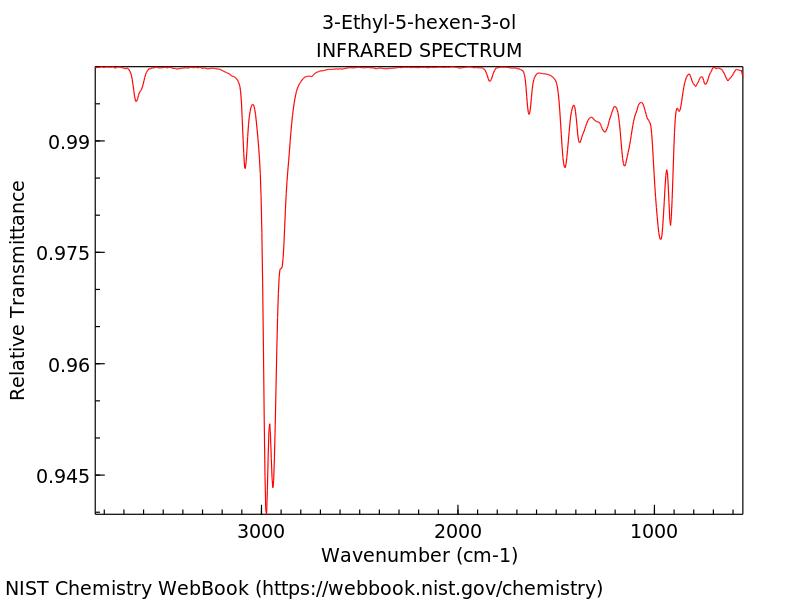 3-Ethyl-5-hexen-3-ol
INFRARED SPECTRUM
0.99
0.975
0.96
0.945
Relative Transmittance
3000 2000 1000
Wavenumber (cm-1)
NIST Chemistry WebBook (https://webbook.nist.gov/chemistry)